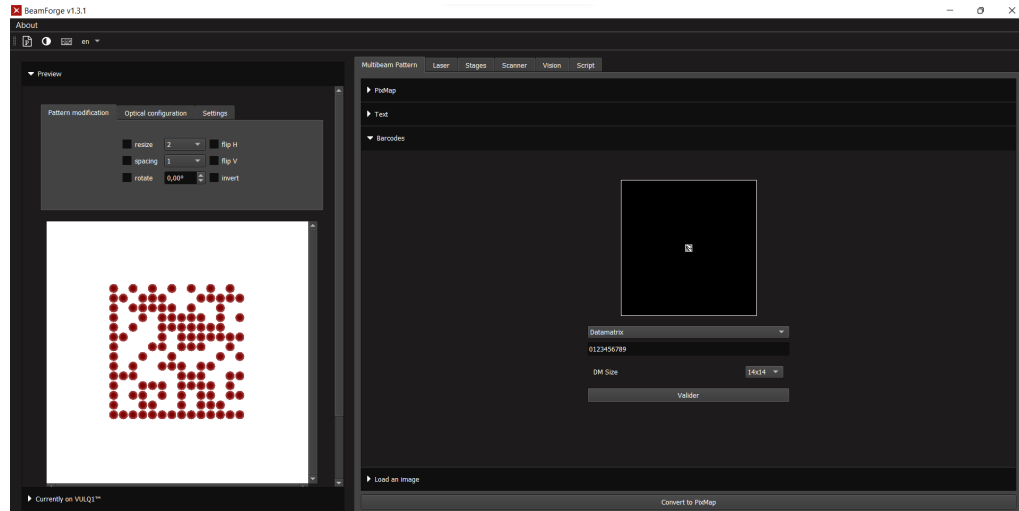 BeamForge v1.3.1
About
en
Preview
Pattern modification Optical configuration Settings
resize 2 flip H
spacing 1 flip V
rotate 0,00° invert
Currently on VULQ1™
Multibeam Pattern Laser Stages Scanner Vision Script
PixMap
Text
Barcodes
Datamatrix
0123456789
DM Size 14x14
Valider
Load an image
Convert to PixMap